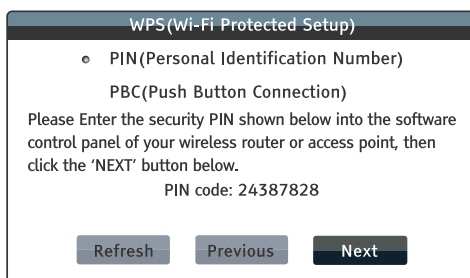 WPS(Wi-Fi Protected Setup)
PIN(Personal Identification Number)
PBC(Push Button Connection)
Please Enter the security PIN shown below into the software
control panel of your wireless router or access point, then
click the ‘NEXT’ button below.
PIN code: 24387828
Refresh Previous Next